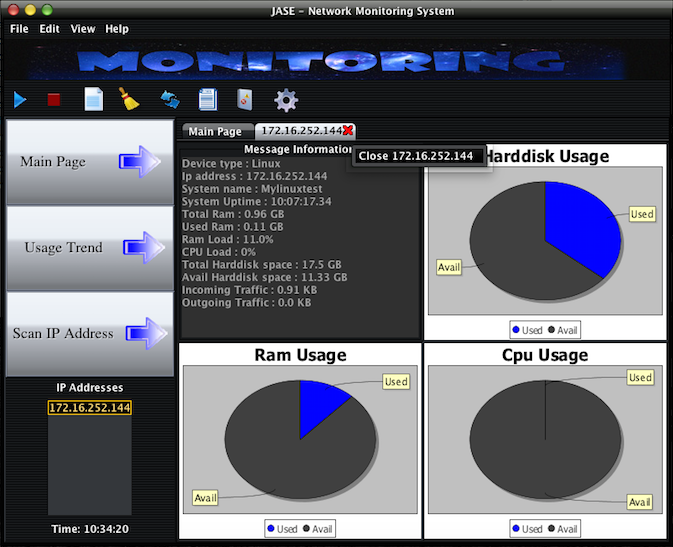 JASE - Network Monitoring System
File Edit View Help
MONITORING
Main Page 172.16.252.144
Close 172.16.252.144
Main Page
Usage Trend
Scan IP Address
IP Addresses
172.16.252.144
Time: 10:34:20
Message Information
Device type : Linux
Ip address : 172.16.252.144
System name : Mylinuxtest
System Uptime : 10:07:17.34
Total Ram : 0.96 GB
Used Ram : 0.11 GB
Ram Load : 11.0%
CPU Load : 0%
Total Harddisk space : 17.5 GB
Avail Harddisk space : 11.33 GB
Incoming Traffic : 0.91 KB
Outgoing Traffic : 0.0 KB
Harddisk Usage
Used
Avail
Used Avail
Ram Usage
Used
Avail
Used Avail
Cpu Usage
Used
Avail
Used Avail